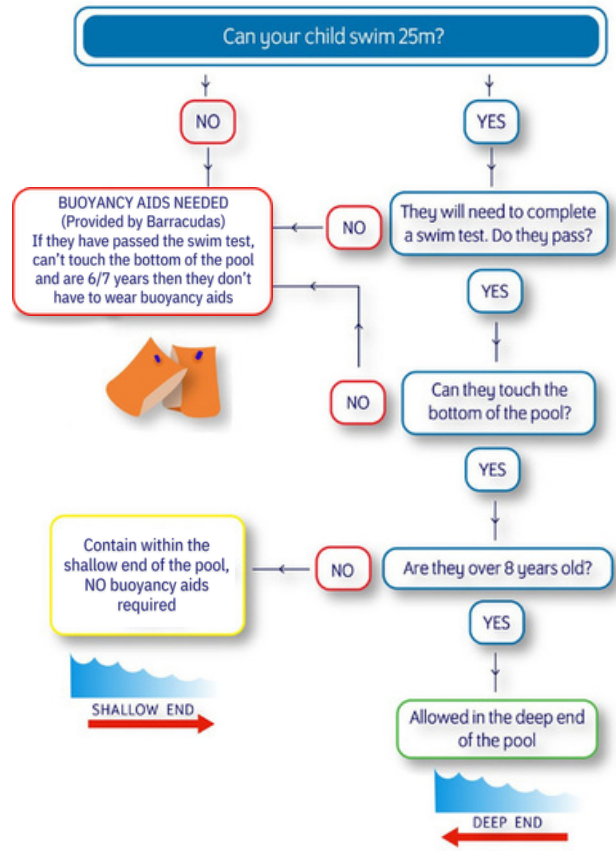 Can your child swim 25m?
NO
YES
BUOYANCY AIDS NEEDED
(Provided by Barracudas)
If they have passed the swim test,
can't touch the bottom of the pool
and are 6/7 years then they don't
have to wear buoyancy aids
NO
They will need to complete
a swim test. Do they pass?
YES
NO
Can they touch the
bottom of the pool?
YES
Contain within the
shallow end of the pool,
NO buoyancy aids
required
NO
Are they over 8 years old?
YES
SHALLOW END
Allowed in the deep end
of the pool
DEEP END